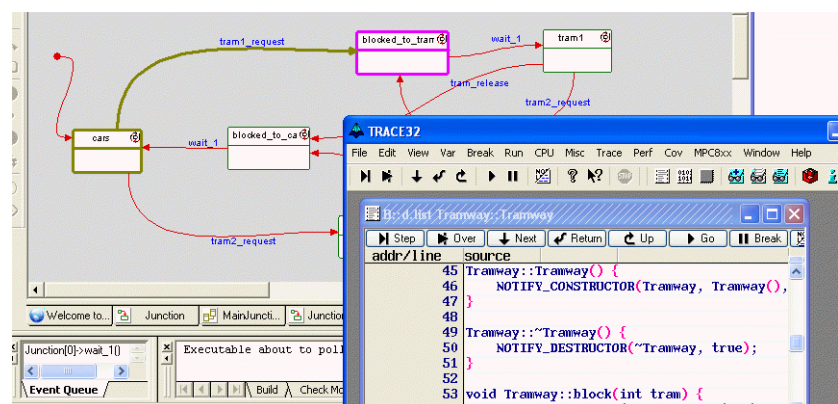 tram1_request
blocked_to_tram
wait_1
tram1
tram_release
tram2_request
cars
wait_1
blocked_to_ca
tram2_request
TRACE32
File Edit View Var Break Run CPU Misc Trace Perf Cov MPC8xx Window Help
B::d.list Tramway::Tramway
Step Over Next Return Up Go Break
addr/line source
45 Tramway::Tramway() {
46 NOTIFY_CONSTRUCTOR(Tramway, Tramway(),
47 }
48
49 Tramway::~Tramway() {
50 NOTIFY_DESTRUCTOR(~Tramway, true);
51 }
52
53 void Tramway::block(int tram) {
Welcome to... Junction MainJuncti... Junction
Junction[0]->wait_1()
Event Queue
Executable about to poll
Build Check Mo